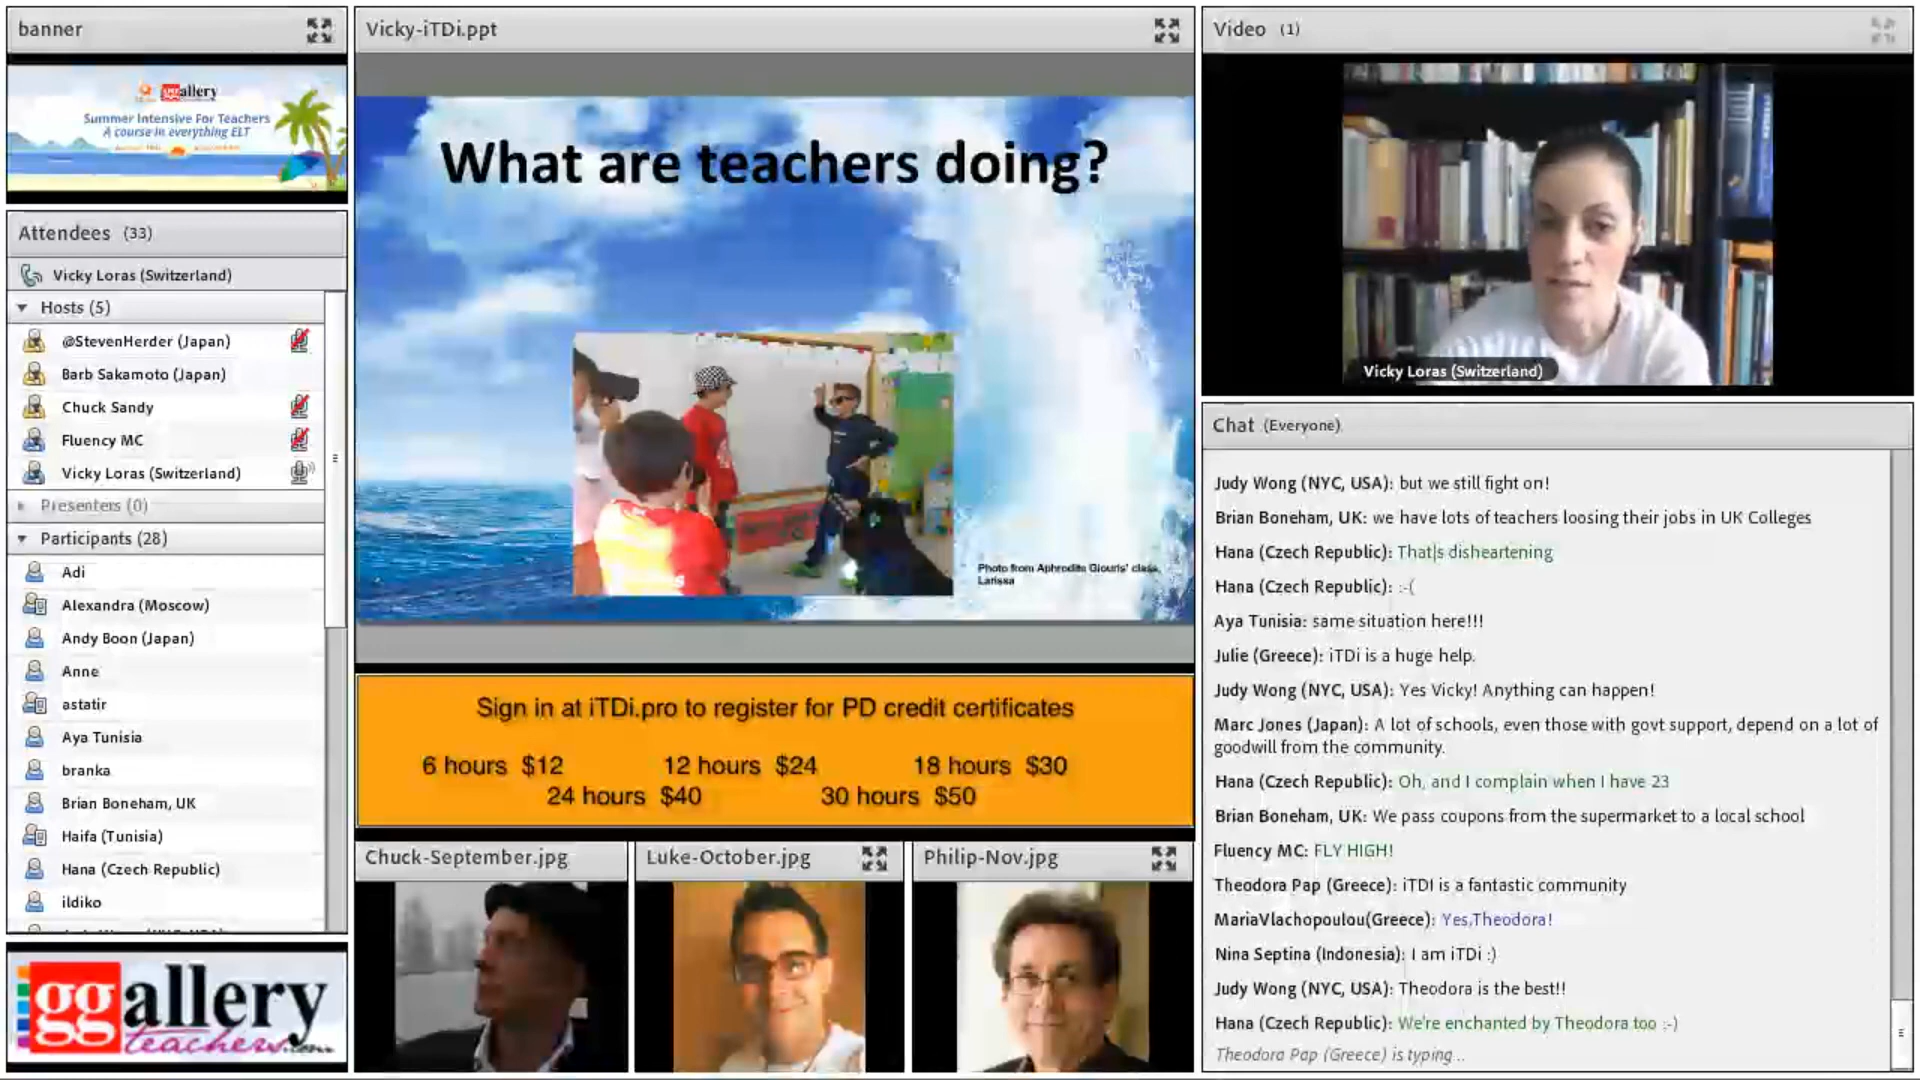 banner
ggallery
Summer Intensive For Teachers
A course in everything ELT
Attendees (33)
Vicky Loras (Switzerland)
Hosts (5)
@StevenHerder (Japan)
Barb Sakamoto (Japan)
Chuck Sandy
Fluency MC
Vicky Loras (Switzerland)
Presenters (0)
Participants (28)
Adi
Alexandra (Moscow)
Andy Boon (Japan)
Anne
astatir
Aya Tunisia
branka
Brian Boneham, UK
Haifa (Tunisia)
Hana (Czech Republic)
ildiko
ggallery
teachers.com
Vicky-iTDi.ppt
What are teachers doing?
Photo from Aphrodite Giouris' class,
Larissa
Sign in at iTDi.pro to register for PD credit certificates
6 hours $12 12 hours $24 18 hours $30
24 hours $40 30 hours $50
Chuck-September.jpg
Luke-October.jpg
Philip-Nov.jpg
Video (1)
Vicky Loras (Switzerland)
Chat (Everyone)
Judy Wong (NYC, USA): but we still fight on!
Brian Boneham, UK: we have lots of teachers loosing their jobs in UK Colleges
Hana (Czech Republic): That|s disheartening
Hana (Czech Republic): :-(
Aya Tunisia: same situation here!!!
Julie (Greece): iTDi is a huge help.
Judy Wong (NYC, USA): Yes Vicky! Anything can happen!
Marc Jones (Japan): A lot of schools, even those with govt support, depend on a lot of
goodwill from the community.
Hana (Czech Republic): Oh, and I complain when I have 23
Brian Boneham, UK: We pass coupons from the supermarket to a local school
Fluency MC: FLY HIGH!
Theodora Pap (Greece): iTDI is a fantastic community
MariaVlachopoulou(Greece): Yes,Theodora!
Nina Septina (Indonesia): I am iTDi :)
Judy Wong (NYC, USA): Theodora is the best!!
Hana (Czech Republic): We're enchanted by Theodora too :-)
Theodora Pap (Greece) is typing...